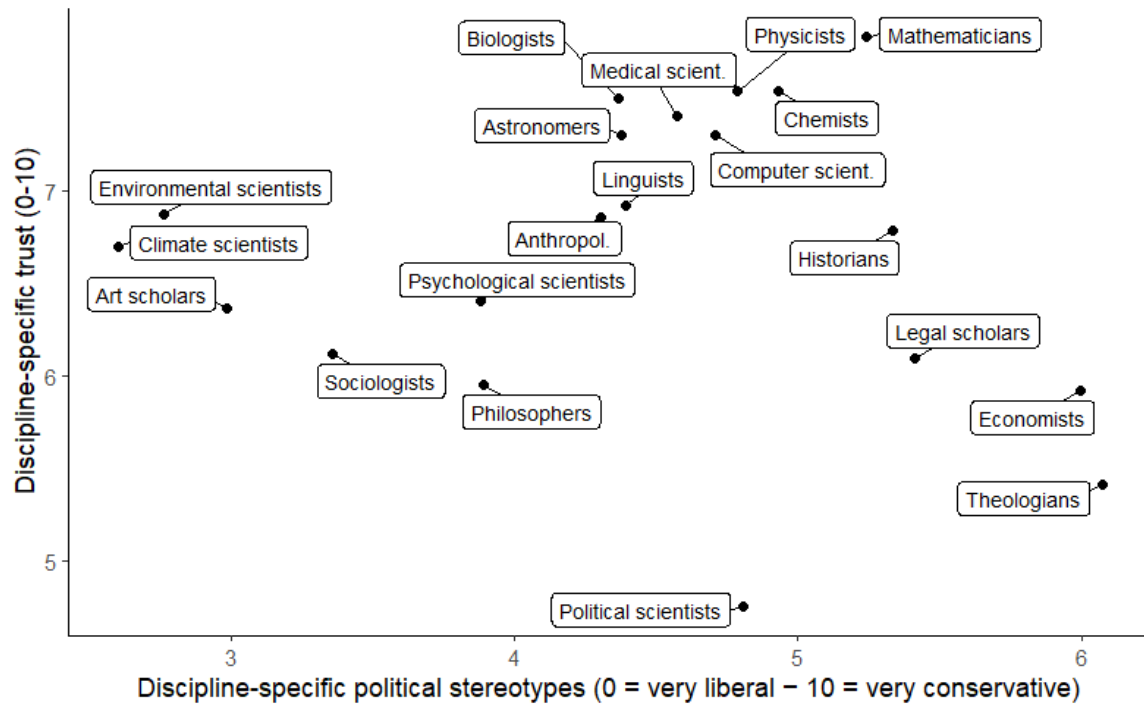 Biologists
Physicists
Mathematicians
Medical scient.
Astronomers
Chemists
Computer scient.
Linguists
Environmental scientists
Climate scientists
Anthropol.
Historians
Art scholars
Psychological scientists
Legal scholars
Sociologists
Philosophers
Economists
Theologians
Political scientists
Discipline-specific trust (0-10)
7
6
5
3 4 5 6
Discipline-specific political stereotypes (0 = very liberal − 10 = very conservative)